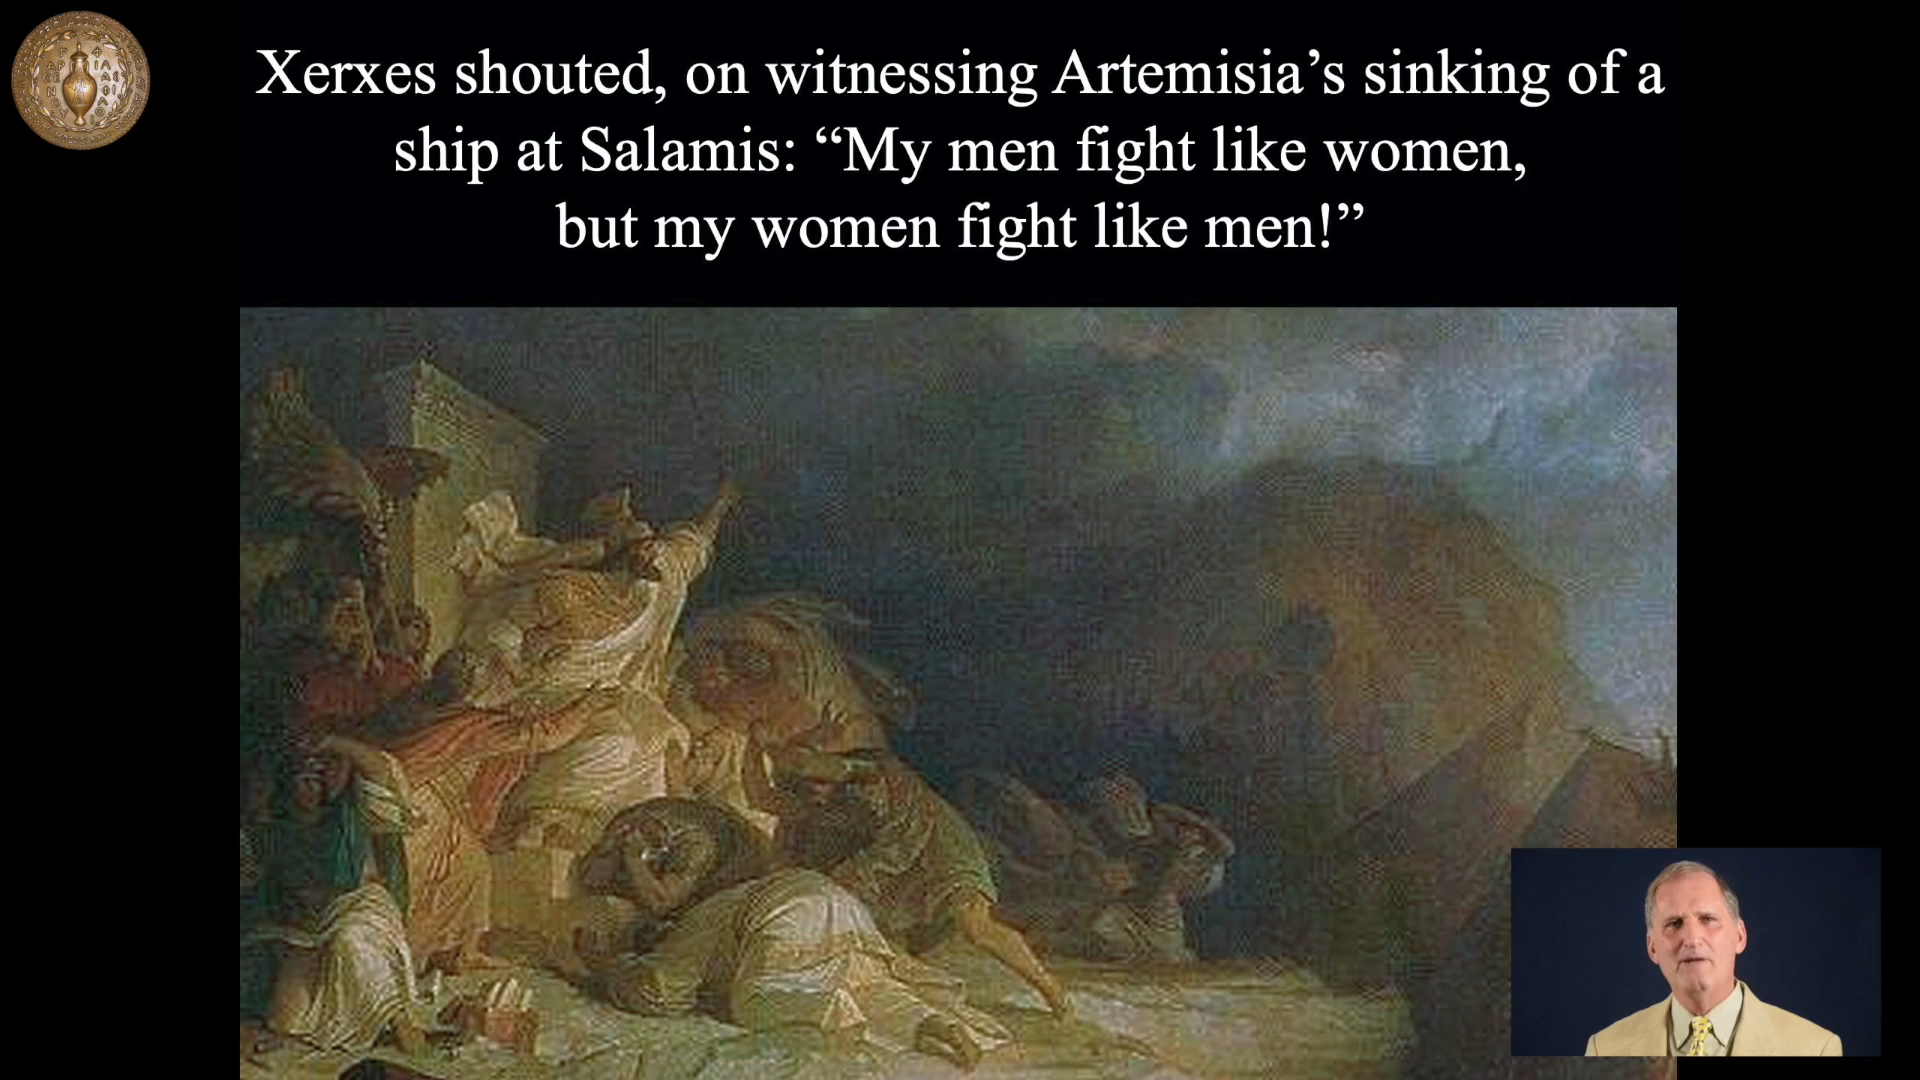 Xerxes shouted, on witnessing Artemisia’s sinking of a
ship at Salamis: “My men fight like women,
but my women fight like men!”